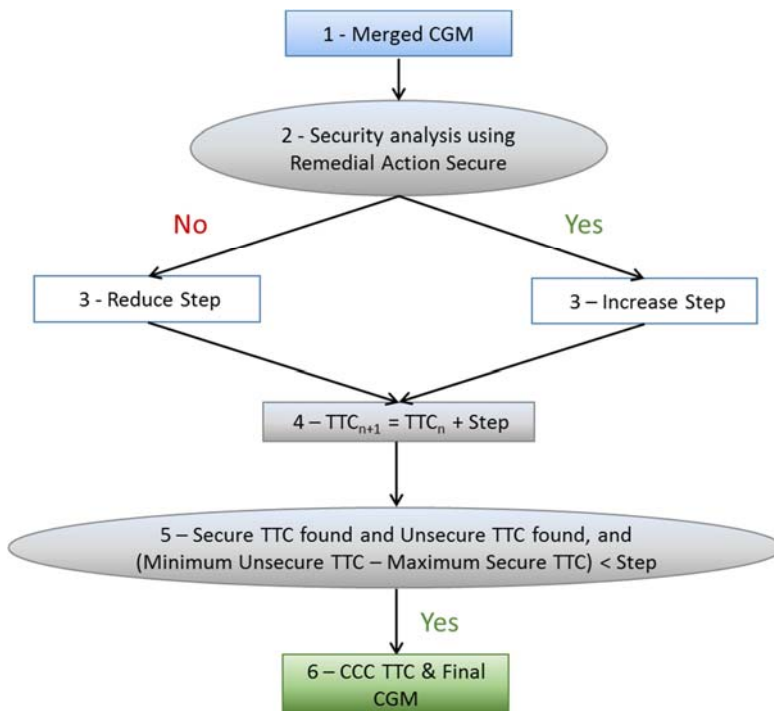 1 - Merged CGM
2 - Security analysis using
Remedial Action Secure
No
Yes
3 - Reduce Step
3 – Increase Step
4 – TTCn+1 = TTCn + Step
5 – Secure TTC found and Unsecure TTC found, and
(Minimum Unsecure TTC – Maximum Secure TTC) < Step
Yes
6 – CCC TTC & Final
CGM